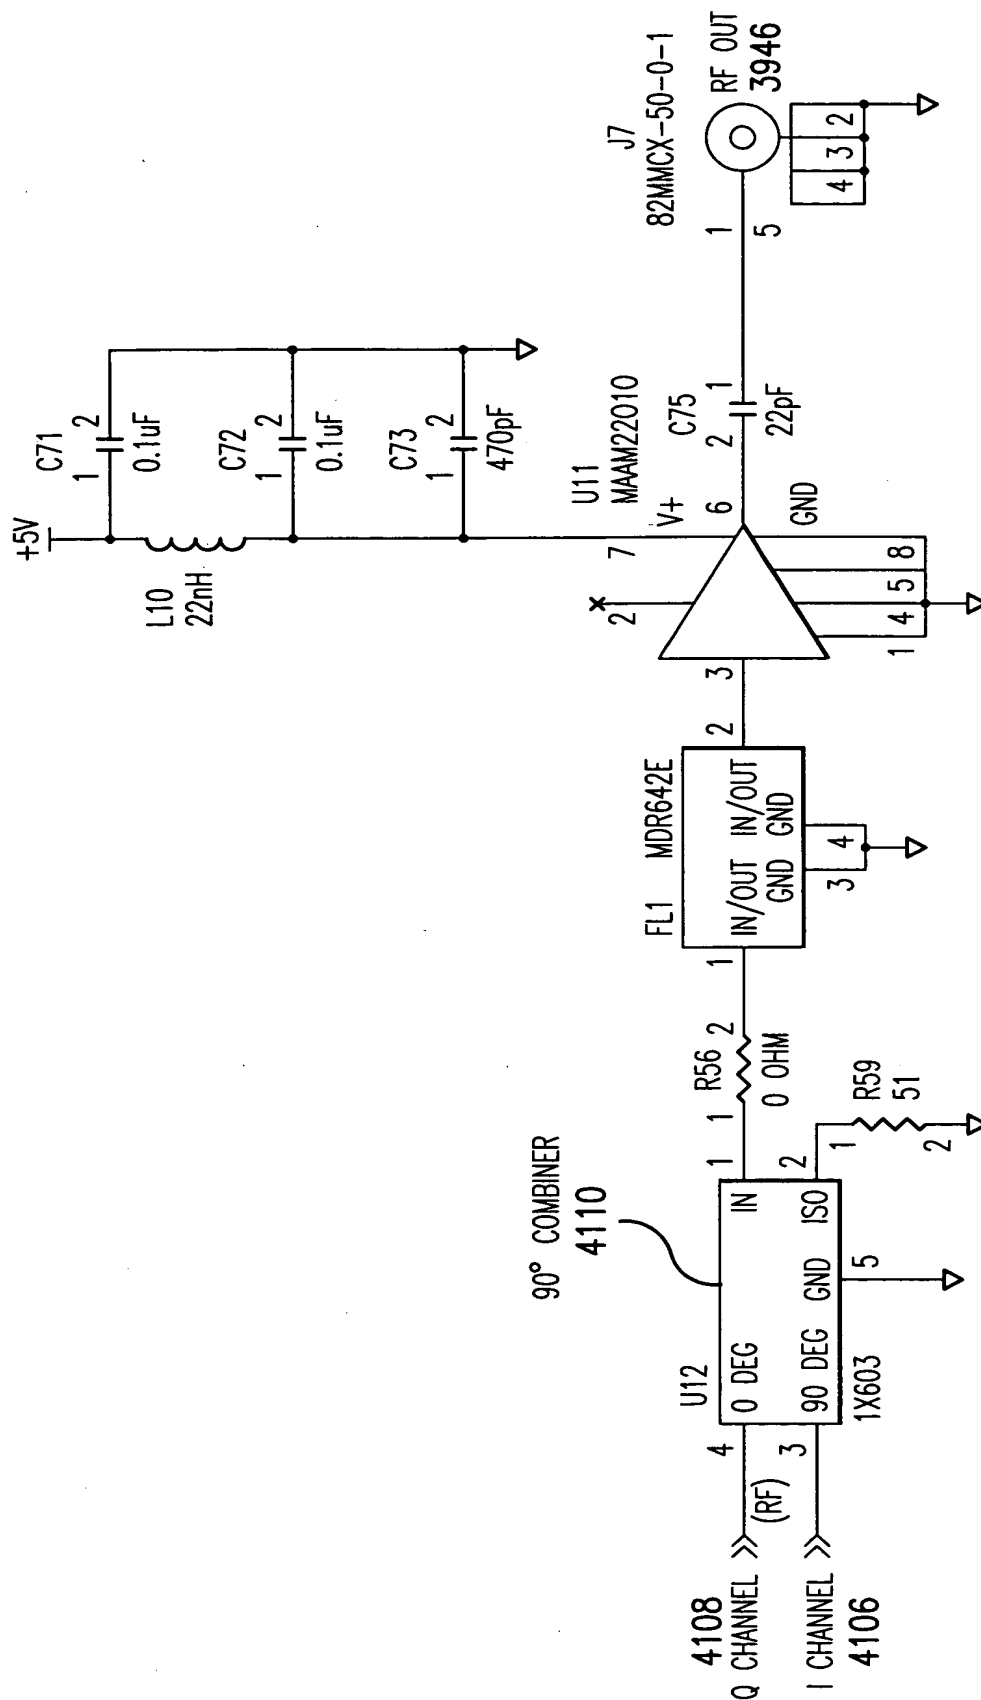 +5V
C71
1 2
0.1uF
L10
22nH
C72
1 2
0.1uF
C73
1 2
470pF
90° COMBINER
4110
4108
Q CHANNEL
(RF)
I CHANNEL
4106
4
3
U12
0 DEG
IN
90 DEG
GND
ISO
1X603
5
1
2
R56
1 2
0 OHM
R59
51
1
2
FL1 MDR642E
1
2
IN/OUT IN/OUT
GND GND
3 4
U11
MAAM22010
V+
7
2
3
6
GND
1 4 5 8
C75
2 1
22pF
J7
82MMCX-50-0-1
1
5
RF OUT
3946
4 3 2